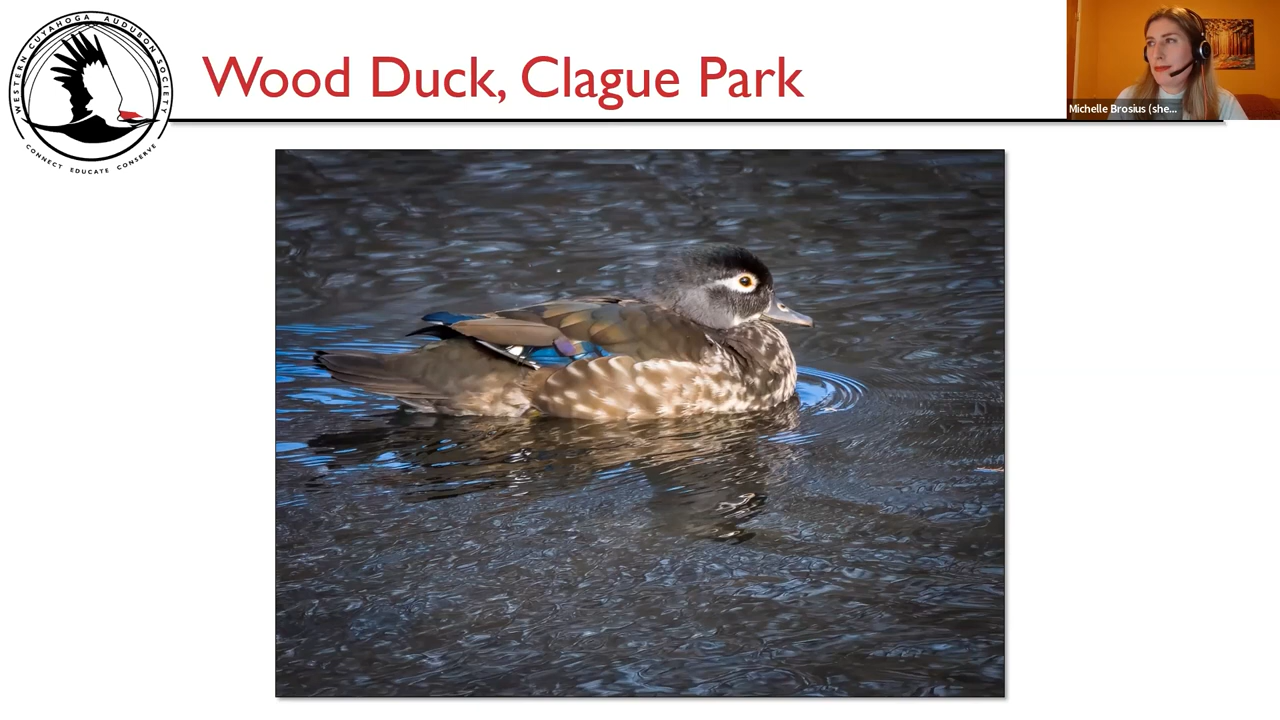 WESTERN CUYAHOGA AUDUBON SOCIETY
CONNECT EDUCATE CONSERVE
Wood Duck, Clague Park
Michelle Brosius (she...